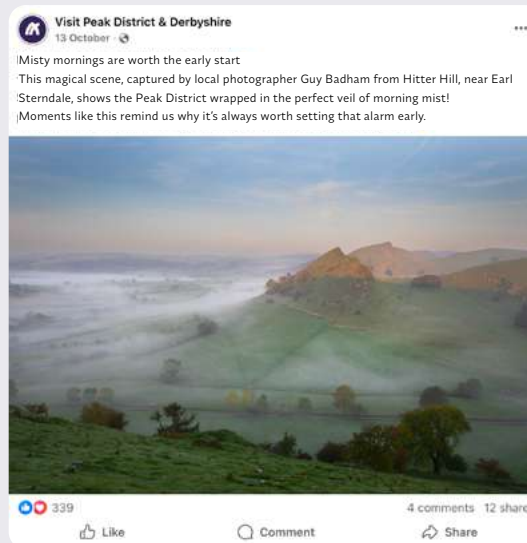 Visit Peak District & Derbyshire
13 October ·
Misty mornings are worth the early start
This magical scene, captured by local photographer Guy Badham from Hitter Hill, near Earl
Sterndale, shows the Peak District wrapped in the perfect veil of morning mist!
Moments like this remind us why it's always worth setting that alarm early.
339
4 comments 12 share
Like
Comment
Share